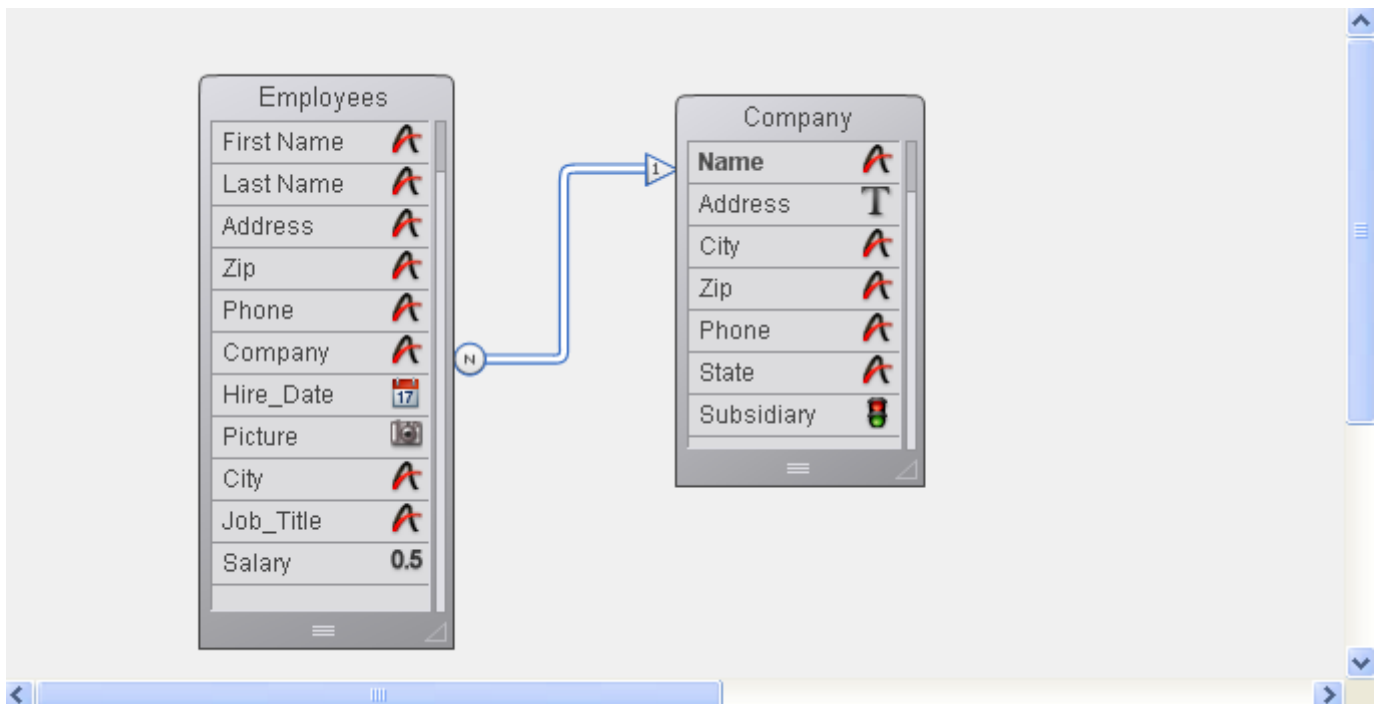 Employees
First Name
Last Name
Address
Zip
Phone
Company
Hire_Date
17
Picture
City
Job_Title
Salary
0.5
N
1
Company
Name
Address
T
City
Zip
Phone
State
Subsidiary